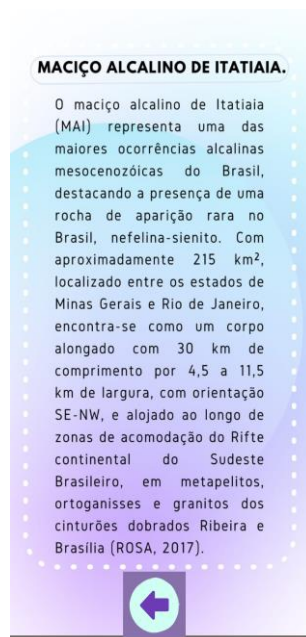 MACIÇO ALCALINO DE ITATIAIA.
O maciço alcalino de Itatiaia
(MAI) representa uma das
maiores ocorrências alcalinas
mesocenozóicas do Brasil,
destacando a presença de uma
rocha de aparição rara no
Brasil, nefelina-sienito. Com
aproximadamente 215 km²,
localizado entre os estados de
Minas Gerais e Rio de Janeiro,
encontra-se como um corpo
alongado com 30 km de
comprimento por 4,5 a 11,5
km de largura, com orientação
SE-NW, e alojado ao longo de
zonas de acomodação do Rifte
continental do Sudeste
Brasileiro, em metapelitos,
ortoganisses e granitos dos
cinturões dobrados Ribeira e
Brasília (ROSA, 2017).